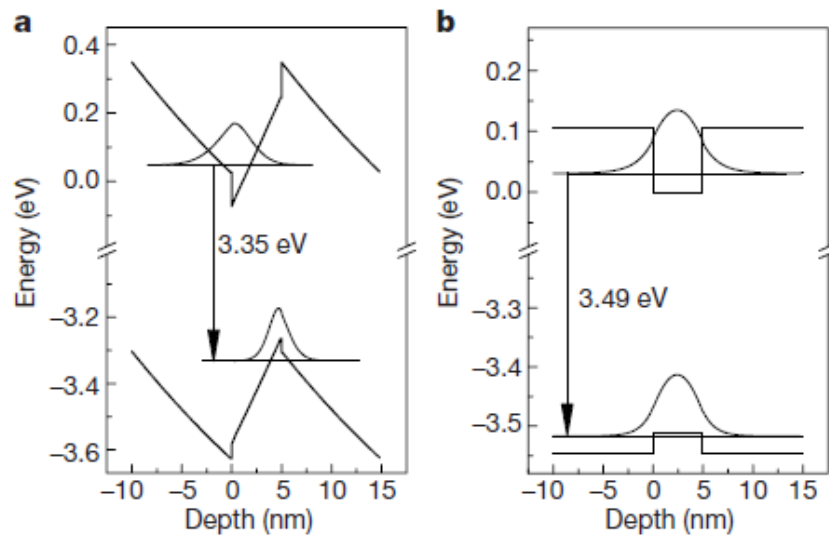 a
0.4
0.2
0.0
−3.2
−3.4
−3.6
Energy (eV)
3.35 eV
−10 −5 0 5 10 15
Depth (nm)
b
0.2
0.1
0.0
−3.3
−3.4
−3.5
Energy (eV)
3.49 eV
−10 −5 0 5 10 15
Depth (nm)